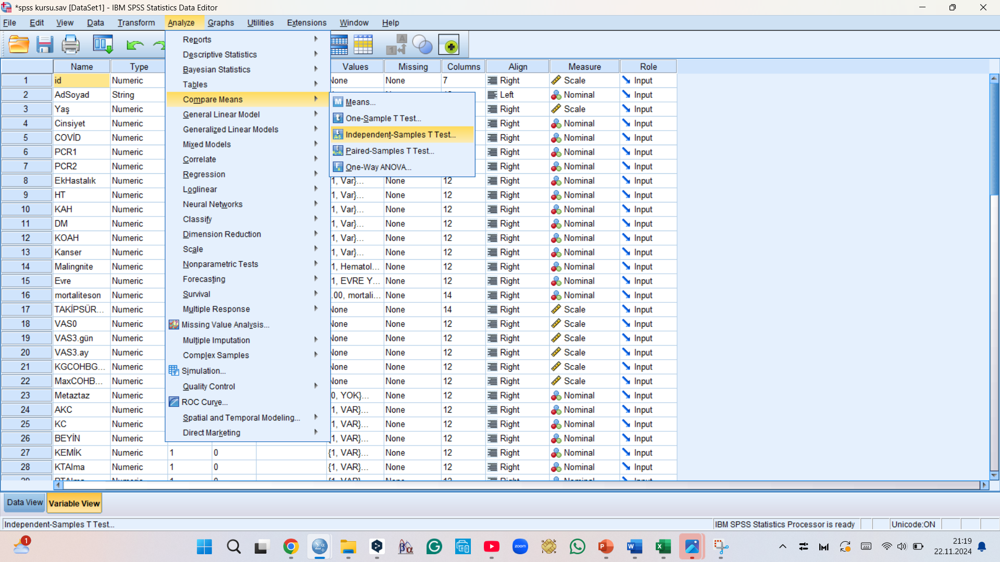 *spss kursu.sav [DataSet1] - IBM SPSS Statistics Data Editor
File Edit View Data Transform Analyze Graphs Utilities Extensions Window Help
Reports
Descriptive Statistics
Bayesian Statistics
Tables
Compare Means
General Linear Model
Generalized Linear Models
Mixed Models
Correlate
Regression
Loglinear
Neural Networks
Classify
Dimension Reduction
Scale
Nonparametric Tests
Forecasting
Survival
Multiple Response
Missing Value Analysis...
Multiple Imputation
Complex Samples
Simulation...
Quality Control
ROC Curve...
Spatial and Temporal Modeling...
Direct Marketing
Means...
One-Sample T Test...
Independent-Samples T Test...
Paired-Samples T Test...
One-Way ANOVA...
Name Type Values Missing Columns Align Measure Role
1 id Numeric None None 7 Right Scale Input
2 AdSoyad String Left Nominal Input
3 Yaş Numeric Right Scale Input
4 Cinsiyet Numeric Right Nominal Input
5 COVİD Numeric Right Nominal Input
6 PCR1 Numeric Right Nominal Input
7 PCR2 Numeric Right Nominal Input
8 EkHastalık Numeric 1, Var}... None 12 Right Nominal Input
9 HT Numeric 1, Var}... None 12 Right Nominal Input
10 KAH Numeric 1, Var}... None 12 Right Nominal Input
11 DM Numeric 1, Var}... None 12 Right Nominal Input
12 KOAH Numeric 1, Var}... None 12 Right Nominal Input
13 Kanser Numeric 1, Var}... None 12 Right Nominal Input
14 Malingnite Numeric 1, Hematol... None 12 Right Nominal Input
15 Evre Numeric 1, EVRE Y... None 12 Right Nominal Input
16 mortaliteson Numeric .00, mortali... None 14 Right Nominal Input
17 TAKİPSÜR... Numeric None None 14 Right Scale Input
18 VAS0 Numeric None None 12 Right Scale Input
19 VAS3.gün Numeric None None 12 Right Scale Input
20 VAS3.ay Numeric None None 12 Right Scale Input
21 KGCOHBG... Numeric None None 12 Right Scale Input
22 MaxCOHB... Numeric None None 12 Right Scale Input
23 Metaztaz Numeric 0, YOK}... None 12 Right Nominal Input
24 AKC Numeric 1, VAR}... None 12 Right Nominal Input
25 KC Numeric 1, VAR}... None 12 Right Nominal Input
26 BEYİN Numeric 1, VAR}... None 12 Right Nominal Input
27 KEMİK Numeric 1 0 {1, VAR}... None 12 Right Nominal Input
28 KTAlma Numeric 1 0 {1, VAR}... None 12 Right Nominal Input
Data View Variable View
Independent-Samples T Test... IBM SPSS Statistics Processor is ready Unicode:ON
1
zoom
21:19
22.11.2024